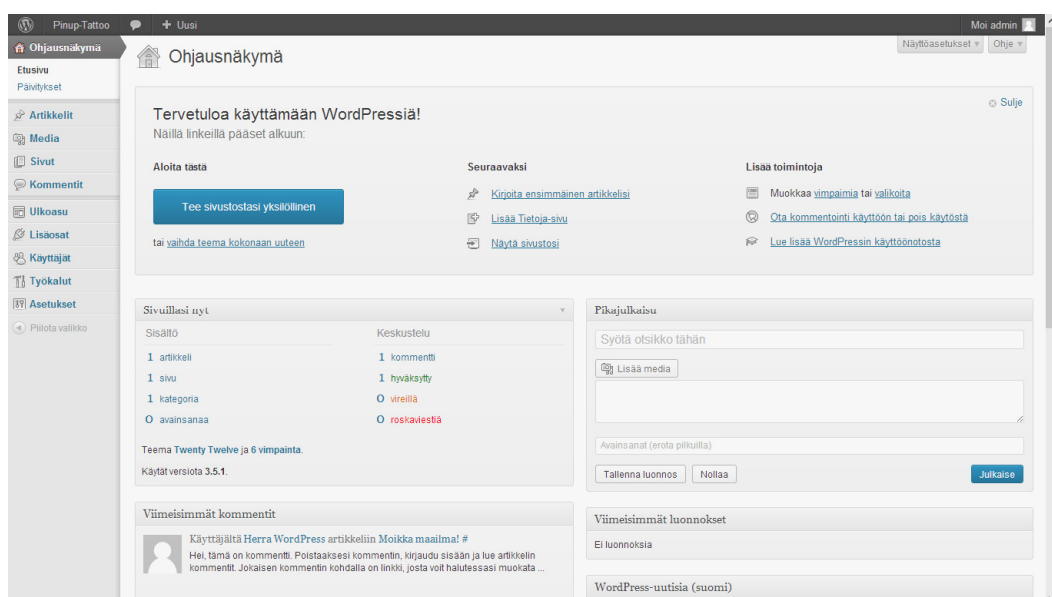 Pinup-Tattoo + Uusi Moi admin
Ohjausnäkymä
Etusivu
Päivitykset
Artikkelit
Media
Sivut
Kommentit
Ulkoasu
Lisäosat
Käyttäjät
Työkalut
Asetukset
Piilota valikko
Näyttöasetukset Ohje
Ohjausnäkymä
Sulje
Tervetuloa käyttämään WordPressiä!
Näillä linkeillä pääset alkuun:
Aloita tästä
Tee sivustostasi yksilöllinen
tai vaihda teema kokonaan uuteen
Seuraavaksi
Kirjoita ensimmäinen artikkelisi
Lisää Tietoja-sivu
Näytä sivustosi
Lisää toimintoja
Muokkaa vimpaimia tai valikoita
Ota kommentointi käyttöön tai pois käytöstä
Lue lisää WordPressin käyttöönotosta
Sivuillasi nyt
Sisältö
1 artikkeli
1 sivu
1 kategoria
0 avainsanaa
Keskustelu
1 kommentti
1 hyväksytty
0 vireillä
0 roskaviestiä
Teema Twenty Twelve ja 6 vimpainta.
Käytät versiota 3.5.1.
Viimeisimmät kommentit
Käyttäjältä Herra WordPress artikkeliin Moikka maailma! #
Hei, tämä on kommentti. Poistaaksesi kommentin, kirjaudu sisään ja lue artikkelin
kommentit. Jokaisen kommentin kohdalla on linkki, josta voit halutessasi muokata ...
Pikajulkaisu
Syötä otsikko tähän
Lisää media
Avainsanat (erota pilkuilla)
Tallenna luonnos Nollaa Julkaise
Viimeisimmät luonnokset
Ei luonnoksia
WordPress-uutisia (suomi)